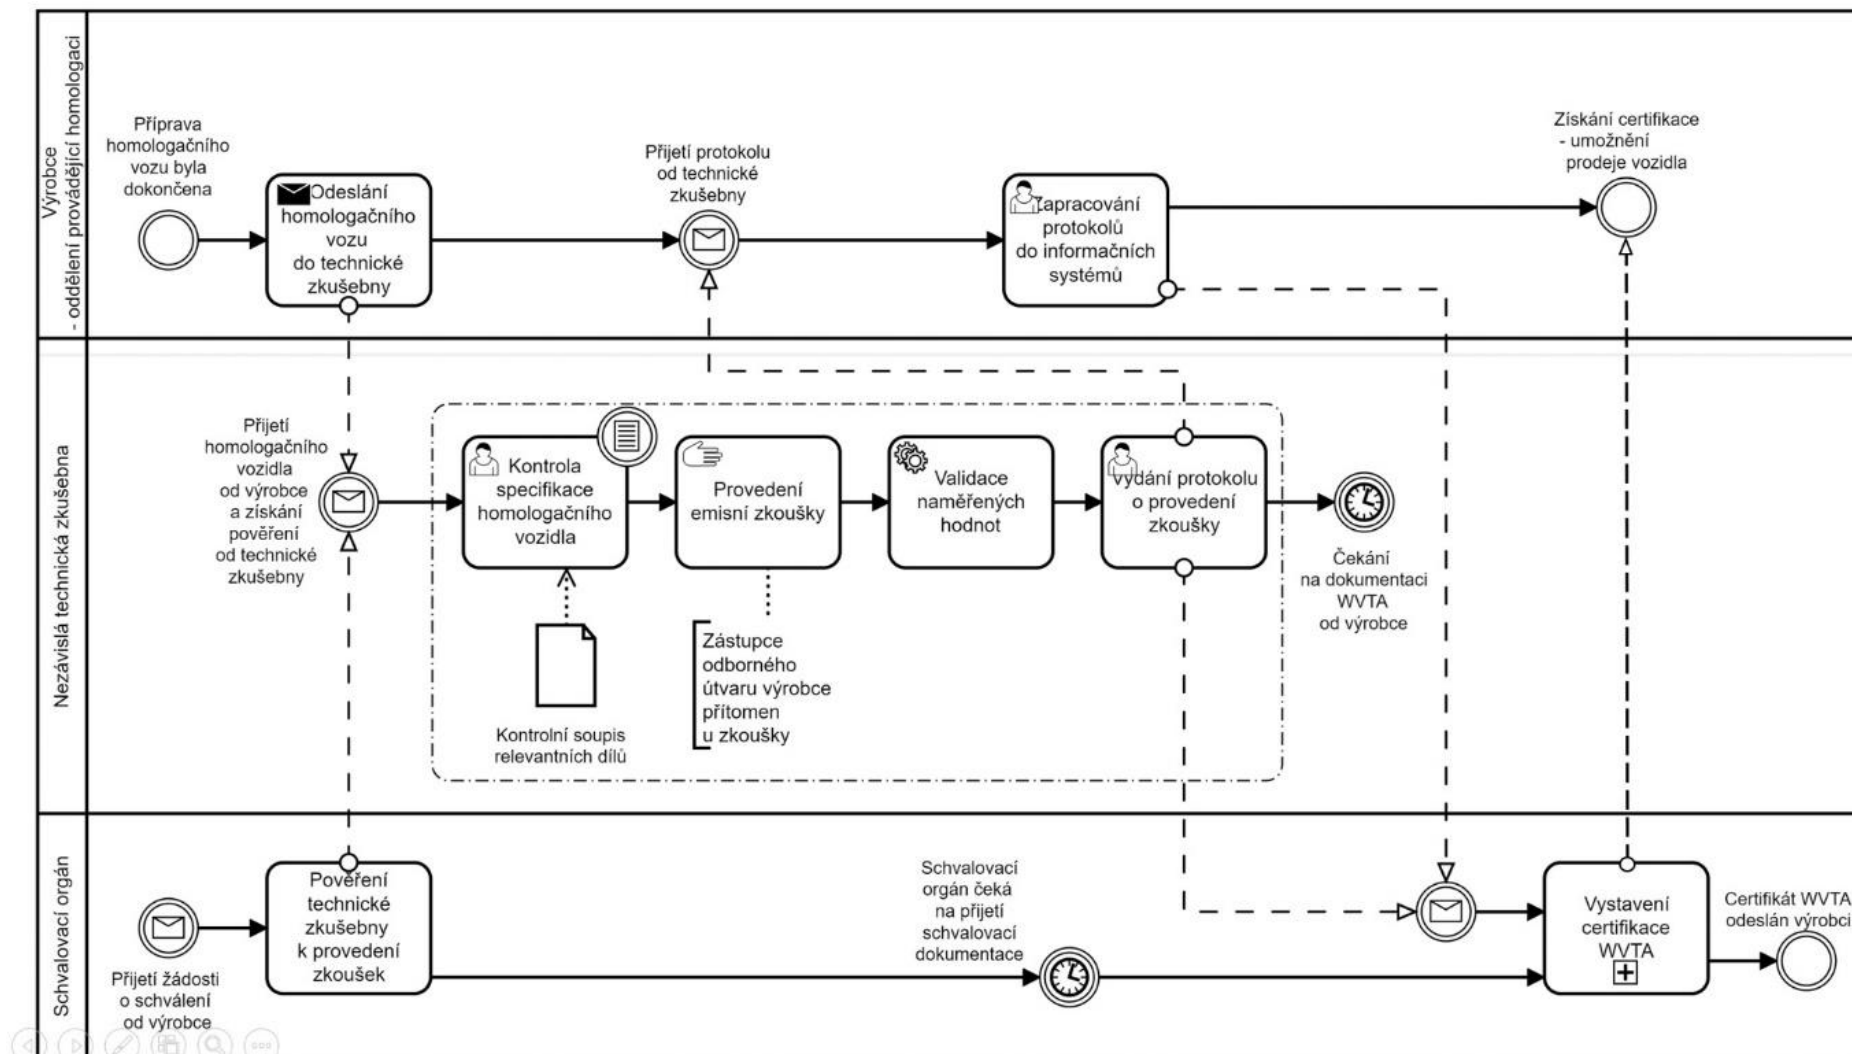 Výrobce
- oddělení provádějící homologaci
Příprava
homologačního
vozu byla
dokončena
Odeslání
homologačního
vozu
do technické
zkušebny
Přijetí protokolu
od technické
zkušebny
Zapracování
protokolů
do informačních
systémů
Získání certifikace
- umožnění
prodeje vozidla
Nezávislá technická zkušebna
Přijetí
homologačního
vozidla
od výrobce
a získání
pověření
od technické
zkušebny
Kontrola
specifikace
homologačního
vozidla
Provedení
emisní zkoušky
Validace
naměřených
hodnot
Vydání protokolu
o provedení
zkoušky
Čekání
na dokumentaci
WVTA
od výrobce
Kontrolní soupis
relevantních dílů
Zástupce
odborného
útvaru výrobce
přítomen
u zkoušky
Schvalovací orgán
Přijetí žádosti
o schválení
od výrobce
Pověření
technické
zkušebny
k provedení
zkoušek
Schvalovací
orgán čeká
na přijetí
schvalovací
dokumentace
Vystavení
certifikace
WVTA
Certifikát WVTA
odeslán výrobci